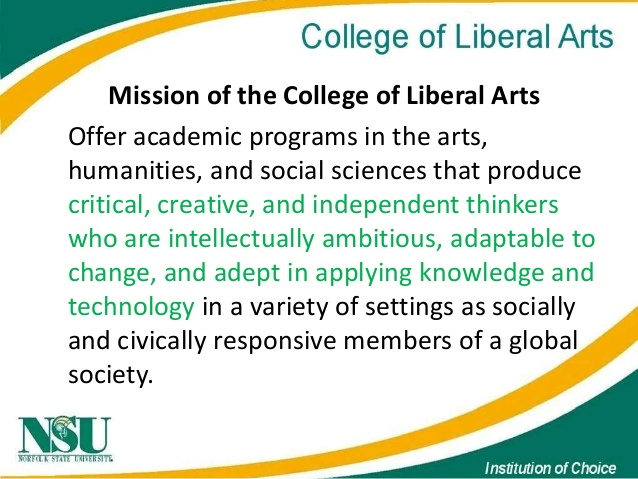 College of Liberal Arts
Mission of the College of Liberal Arts
Offer academic programs in the arts,
humanities, and social sciences that produce
critical, creative, and independent thinkers
who are intellectually ambitious, adaptable to
change, and adept in applying knowledge and
technology in a variety of settings as socially
and civically responsive members of a global
society.
NSU
NORFOLK STATE UNIVERSITY
Institution of Choice